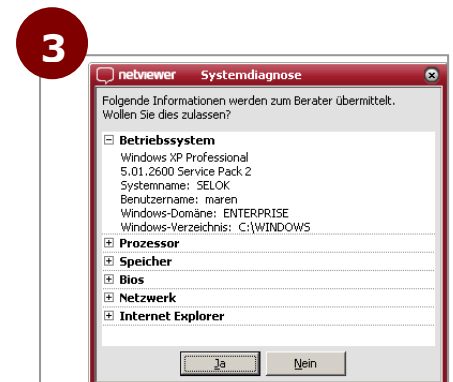 3
netviewer Systemdiagnose
Folgende Informationen werden zum Berater übermittelt.
Wollen Sie dies zulassen?
Betriebssystem
Windows XP Professional
5.01.2600 Service Pack 2
Systemname: SELOK
Benutzername: maren
Windows-Domäne: ENTERPRISE
Windows-Verzeichnis: C:\WINDOWS
Prozessor
Speicher
Bios
Netzwerk
Internet Explorer
Ja
Nein